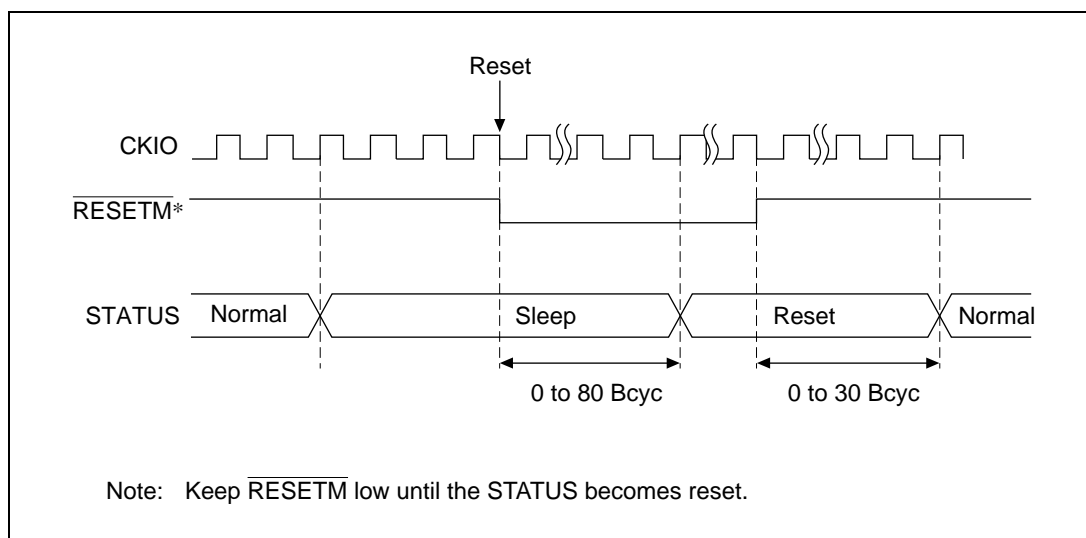 Reset
CKIO
RESETM*
STATUS Normal Sleep Reset Normal
0 to 80 Bcyc 0 to 30 Bcyc
Note: Keep RESETM low until the STATUS becomes reset.